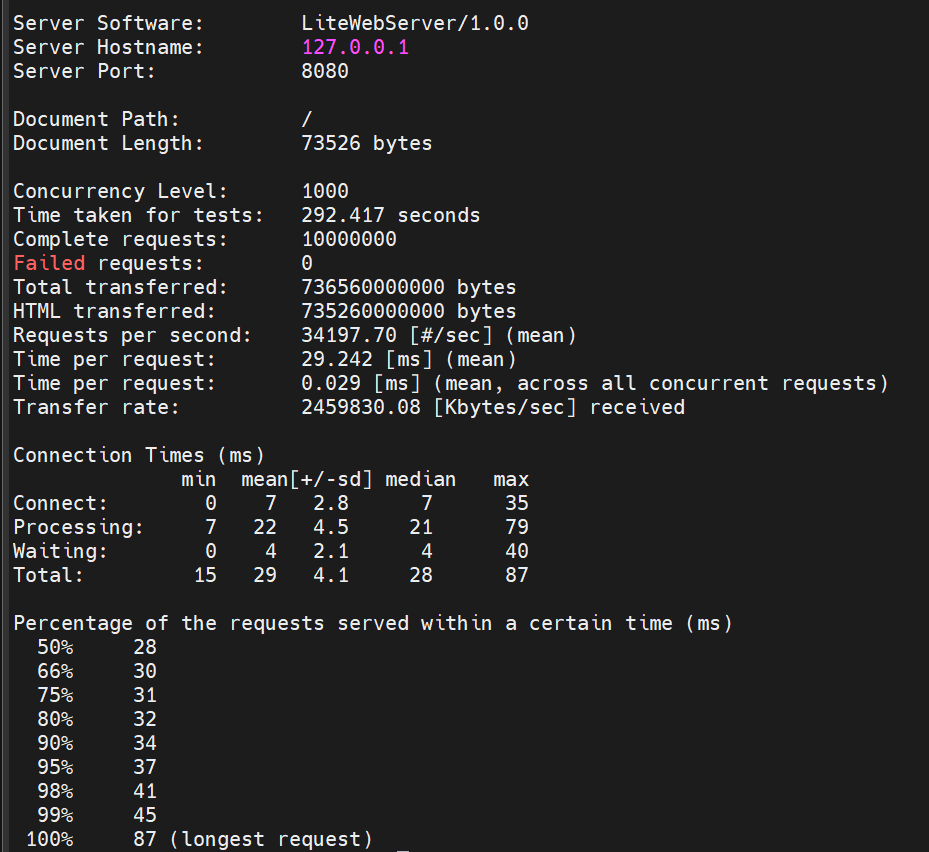 Server Software:        LiteWebServer/1.0.0
Server Hostname:        127.0.0.1
Server Port:            8080

Document Path:          /
Document Length:        73526 bytes

Concurrency Level:      1000
Time taken for tests:   292.417 seconds
Complete requests:      10000000
Failed requests:        0
Total transferred:      736560000000 bytes
HTML transferred:       735260000000 bytes
Requests per second:    34197.70 [#/sec] (mean)
Time per request:       29.242 [ms] (mean)
Time per request:       0.029 [ms] (mean, across all concurrent requests)
Transfer rate:          2459830.08 [Kbytes/sec] received

Connection Times (ms)
              min  mean[+/-sd] median   max
Connect:        0    7   2.8      7      35
Processing:     7   22   4.5     21      79
Waiting:        0    4   2.1      4      40
Total:         15   29   4.1     28      87

Percentage of the requests served within a certain time (ms)
  50%     28
  66%     30
  75%     31
  80%     32
  90%     34
  95%     37
  98%     41
  99%     45
 100%     87 (longest request)